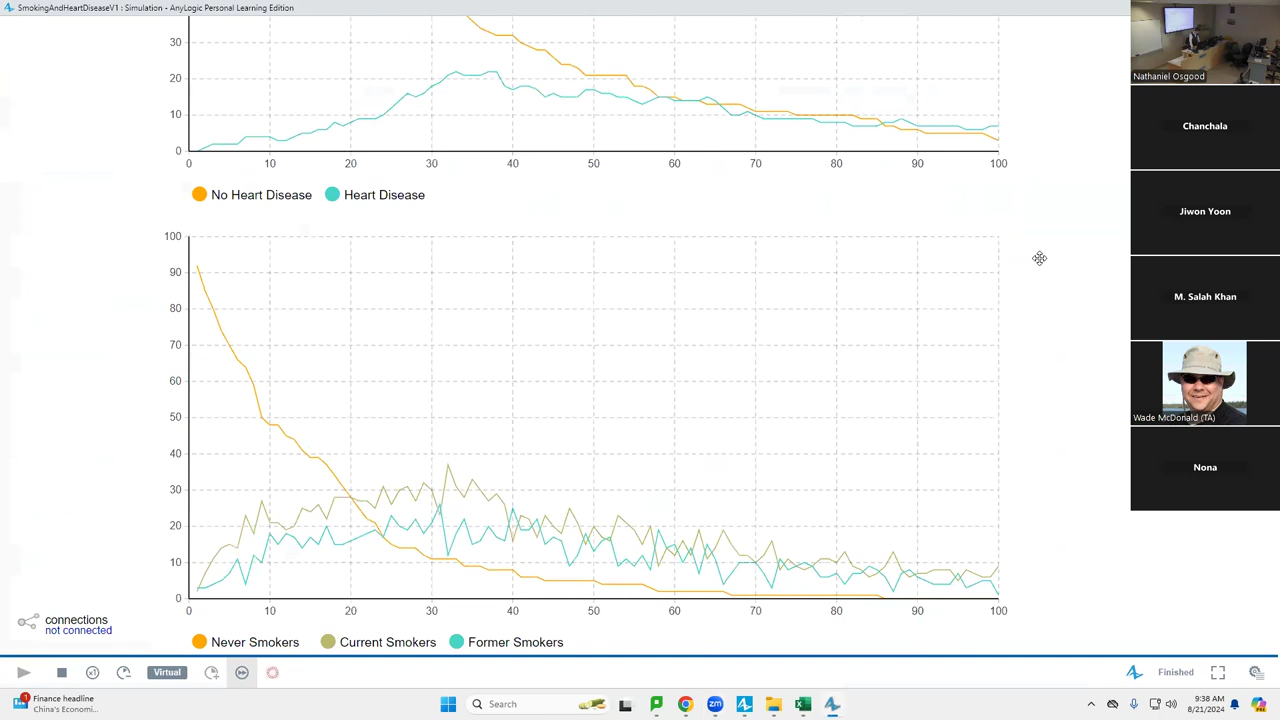 SmokingAndHeartDiseaseV1 : Simulation - AnyLogic Personal Learning Edition
30
20
10
0
0 10 20 30 40 50 60 70 80 90 100
No Heart Disease Heart Disease
100
90
80
70
60
50
40
30
20
10
0
0 10 20 30 40 50 60 70 80 90 100
Never Smokers Current Smokers Former Smokers
connections
not connected
x1
Virtual
Finished
Nathaniel Osgood
Chanchala
Jiwon Yoon
M. Salah Khan
Wade McDonald (TA)
Nona
1
Finance headline
China's Economi...
Search
zm
9:38 AM
8/21/2024